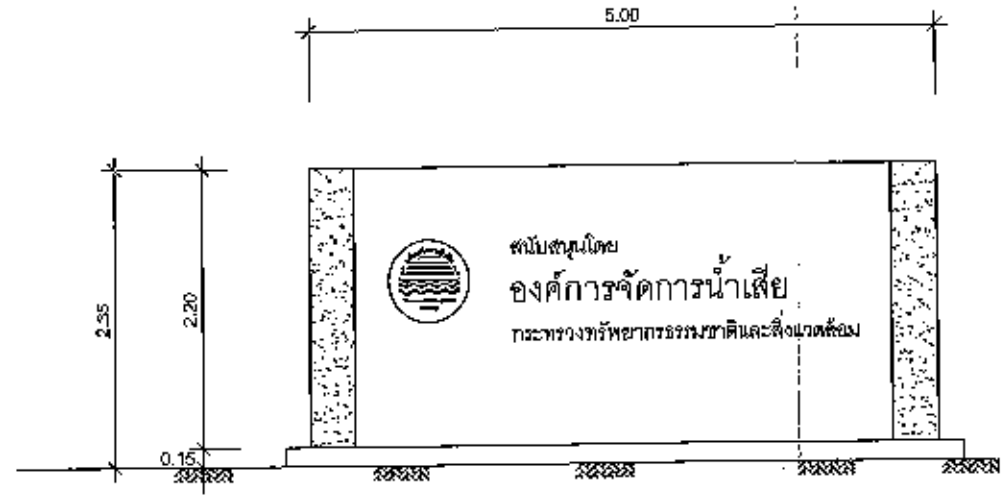 5.00
2.35
2.20
0.15
สนับสนุนโดย
องค์การจัดการน้ำเสีย
กระทรวงทรัพยากรธรรมชาติและสิ่งแวดล้อม